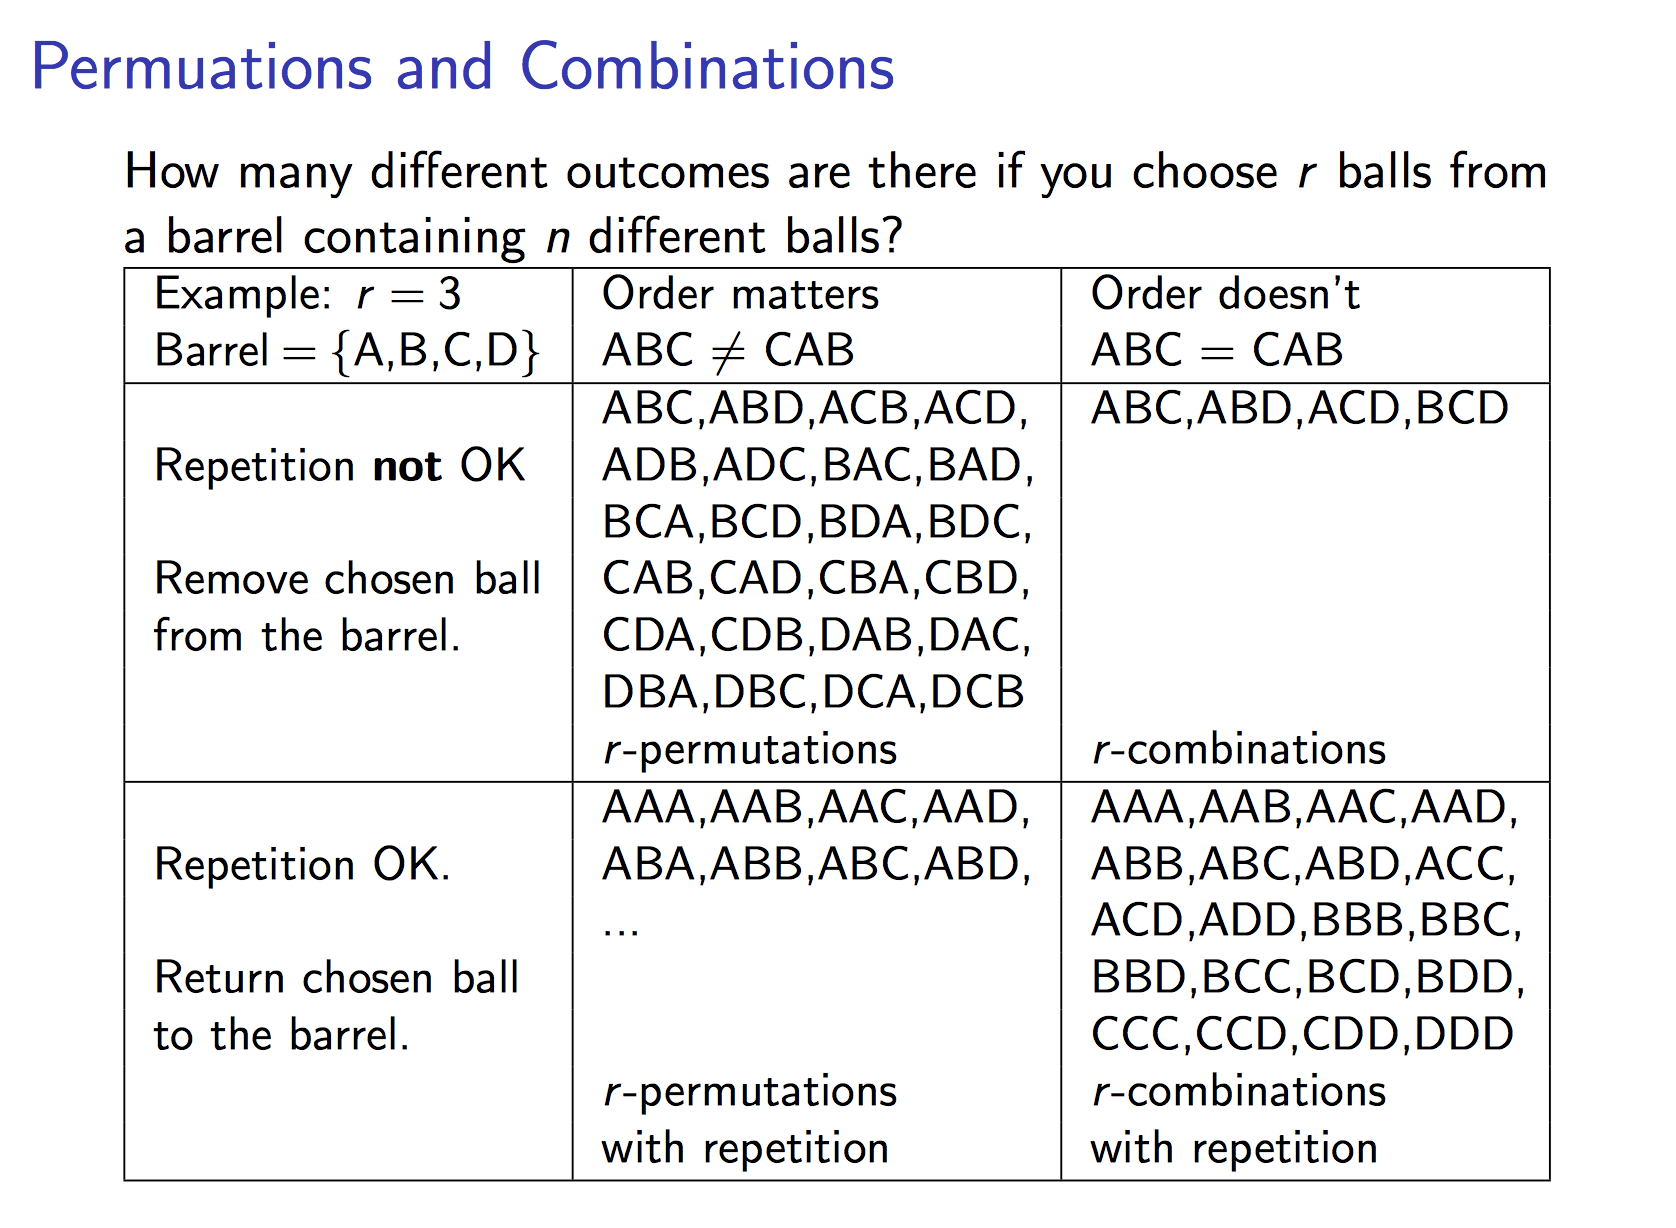 Permuations and Combinations
How many different outcomes are there if you choose r balls from
a barrel containing n different balls?
Example: r = 3
Barrel = {A,B,C,D}
Order matters
ABC ≠ CAB
Order doesn't
ABC = CAB
Repetition not OK
Remove chosen ball
from the barrel.
ABC,ABD,ACB,ACD,
ADB,ADC,BAC,BAD,
BCA,BCD,BDA,BDC,
CAB,CAD,CBA,CBD,
CDA,CDB,DAB,DAC,
DBA,DBC,DCA,DCB
r-permutations
ABC,ABD,ACD,BCD
r-combinations
Repetition OK.
Return chosen ball
to the barrel.
AAA,AAB,AAC,AAD,
ABA,ABB,ABC,ABD,
...
r-permutations
with repetition
AAA,AAB,AAC,AAD,
ABB,ABC,ABD,ACC,
ACD,ADD,BBB,BBC,
BBD,BCC,BCD,BDD,
CCC,CCD,CDD,DDD
r-combinations
with repetition